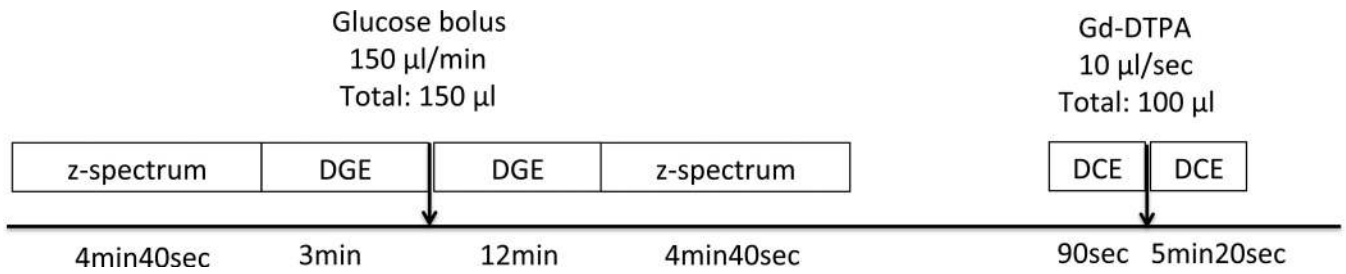 Glucose bolus
150 µl/min
Total: 150 µl
Gd-DTPA
10 µl/sec
Total: 100 µl
z-spectrum DGE DGE z-spectrum DCE DCE
4min40sec 3min 12min 4min40sec 90sec 5min20sec